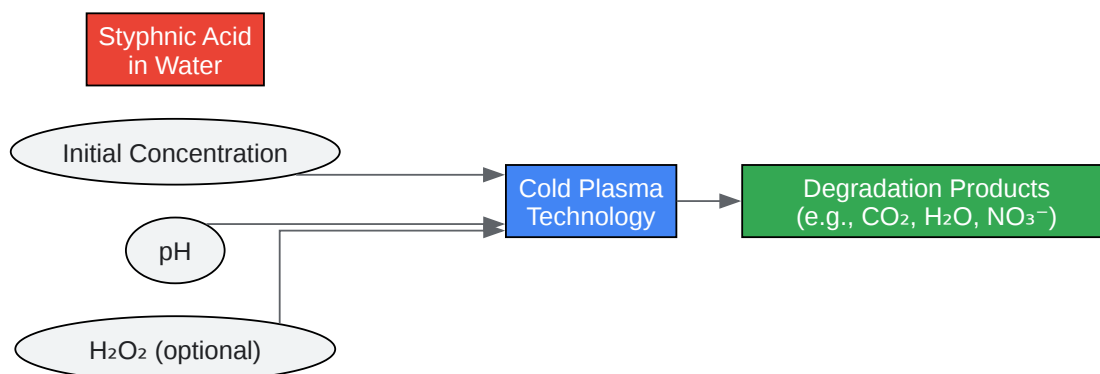 Styphnic Acid
in Water
Initial Concentration
Cold Plasma
Technology
Degradation Products
(e.g., CO₂, H₂O, NO₃⁻)
pH
H₂O₂ (optional)